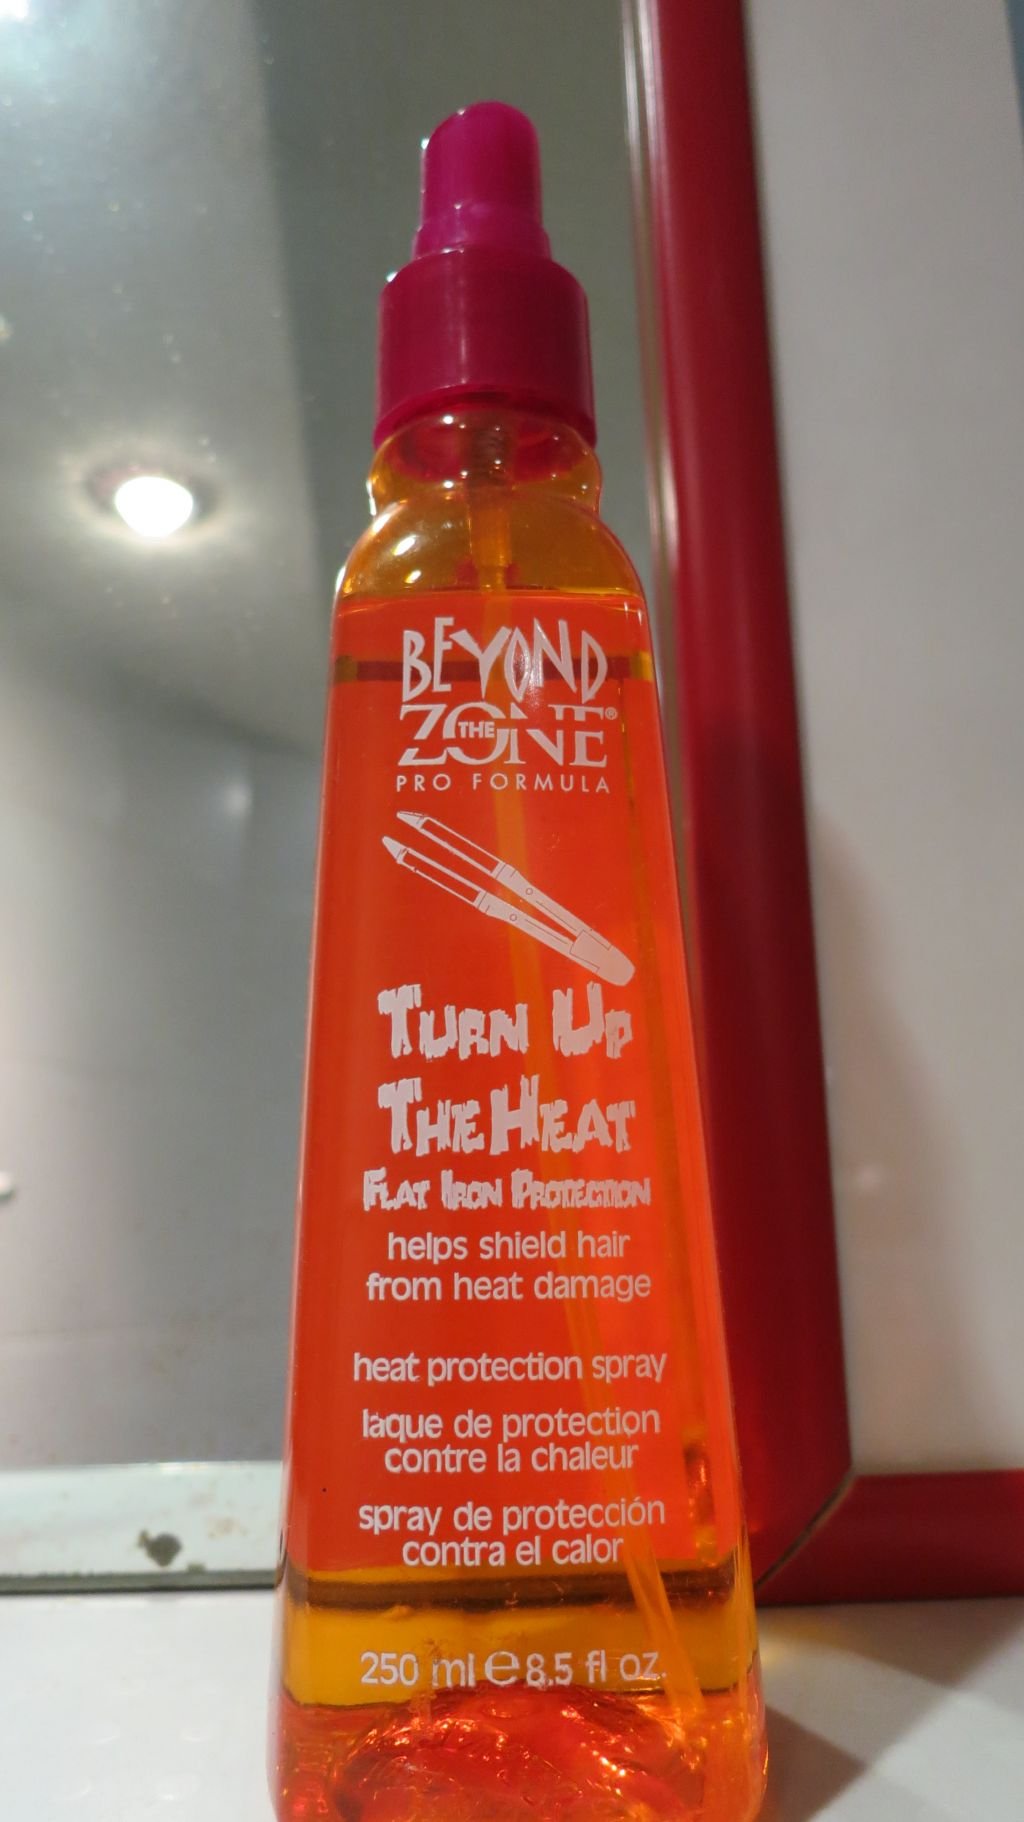 BEYOND
THE
ZONE®
PRO FORMULA
TURN UP
THE HEAT
FLAT IRON PROTECTION
helps shield hair
from heat damage
heat protection spray
laque de protection
contre la chaleur
spray de protección
contra el calor
250 ml ℮ 8.5 fl oz.